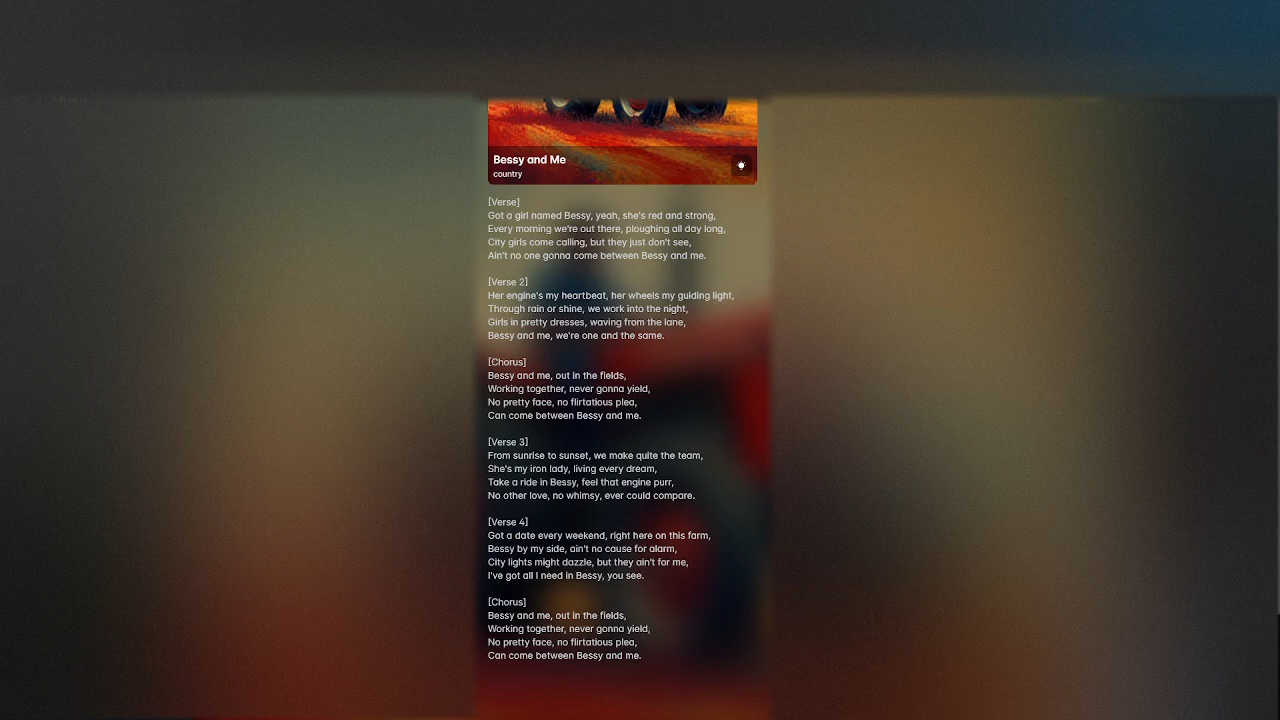 Bessy and Me
country
[Verse]
Got a girl named Bessy, yeah, she's red and strong,
Every morning we're out there, ploughing all day long,
City girls come calling, but they just don't see,
Ain't no one gonna come between Bessy and me.
[Verse 2]
Her engine's my heartbeat, her wheels my guiding light,
Through rain or shine, we work into the night,
Girls in pretty dresses, waving from the lane,
Bessy and me, we're one and the same.
[Chorus]
Bessy and me, out in the fields,
Working together, never gonna yield,
No pretty face, no flirtatious plea,
Can come between Bessy and me.
[Verse 3]
From sunrise to sunset, we make quite the team,
She's my iron lady, living every dream,
Take a ride in Bessy, feel that engine purr,
No other love, no whimsy, ever could compare.
[Verse 4]
Got a date every weekend, right here on this farm,
Bessy by my side, ain't no cause for alarm,
City lights might dazzle, but they ain't for me,
I've got all I need in Bessy, you see.
[Chorus]
Bessy and me, out in the fields,
Working together, never gonna yield,
No pretty face, no flirtatious plea,
Can come between Bessy and me.